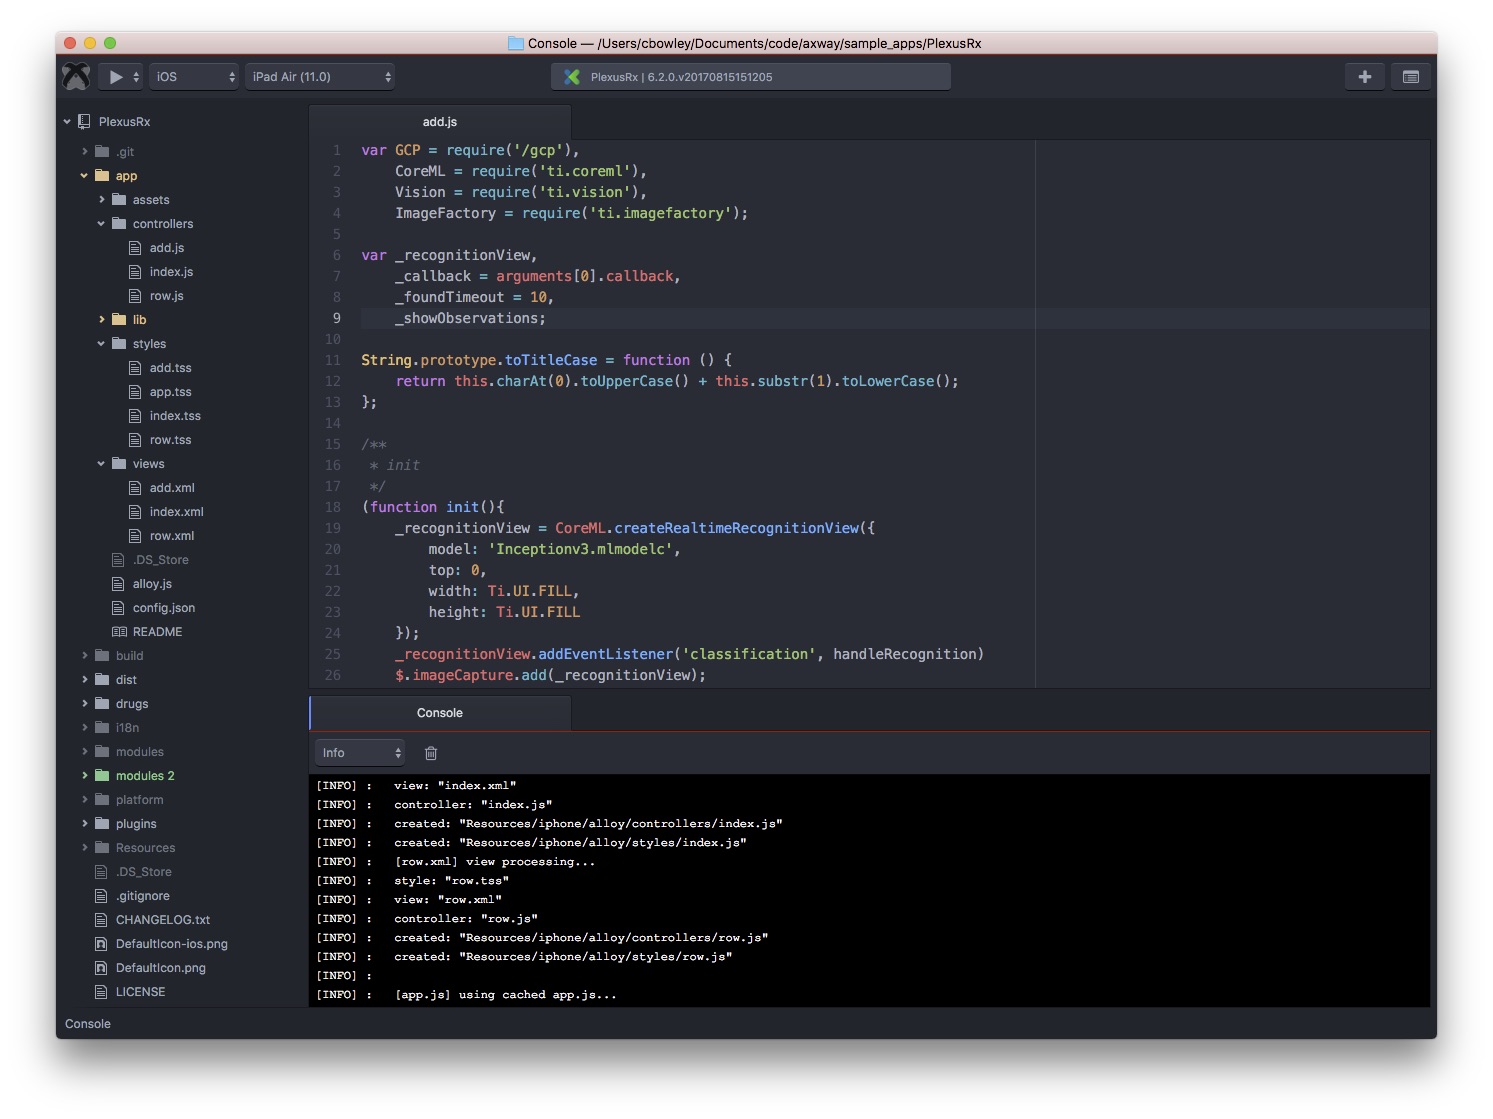 Console — /Users/cbowley/Documents/code/axway/sample_apps/PlexusRx
iOS
iPad Air (11.0)
PlexusRx | 6.2.0.v20170815151205
PlexusRx
.git
app
assets
controllers
add.js
index.js
row.js
lib
styles
add.tss
app.tss
index.tss
row.tss
views
add.xml
index.xml
row.xml
.DS_Store
alloy.js
config.json
README
build
dist
drugs
i18n
modules
modules 2
platform
plugins
Resources
.DS_Store
.gitignore
CHANGELOG.txt
DefaultIcon-ios.png
DefaultIcon.png
LICENSE
add.js
1 var GCP = require('/gcp'),
2 CoreML = require('ti.coreml'),
3 Vision = require('ti.vision'),
4 ImageFactory = require('ti.imagefactory');
5
6 var _recognitionView,
7 _callback = arguments[0].callback,
8 _foundTimeout = 10,
9 _showObservations;
10
11 String.prototype.toTitleCase = function () {
12 return this.charAt(0).toUpperCase() + this.substr(1).toLowerCase();
13 };
14
15 /**
16 * init
17 */
18 (function init(){
19 _recognitionView = CoreML.createRealtimeRecognitionView({
20 model: 'Inceptionv3.mlmodelc',
21 top: 0,
22 width: Ti.UI.FILL,
23 height: Ti.UI.FILL
24 });
25 _recognitionView.addEventListener('classification', handleRecognition)
26 $.imageCapture.add(_recognitionView);
Console
Info
[INFO] : view: "index.xml"
[INFO] : controller: "index.js"
[INFO] : created: "Resources/iphone/alloy/controllers/index.js"
[INFO] : created: "Resources/iphone/alloy/styles/index.js"
[INFO] : [row.xml] view processing...
[INFO] : style: "row.tss"
[INFO] : view: "row.xml"
[INFO] : controller: "row.js"
[INFO] : created: "Resources/iphone/alloy/controllers/row.js"
[INFO] : created: "Resources/iphone/alloy/styles/row.js"
[INFO] :
[INFO] : [app.js] using cached app.js...
Console